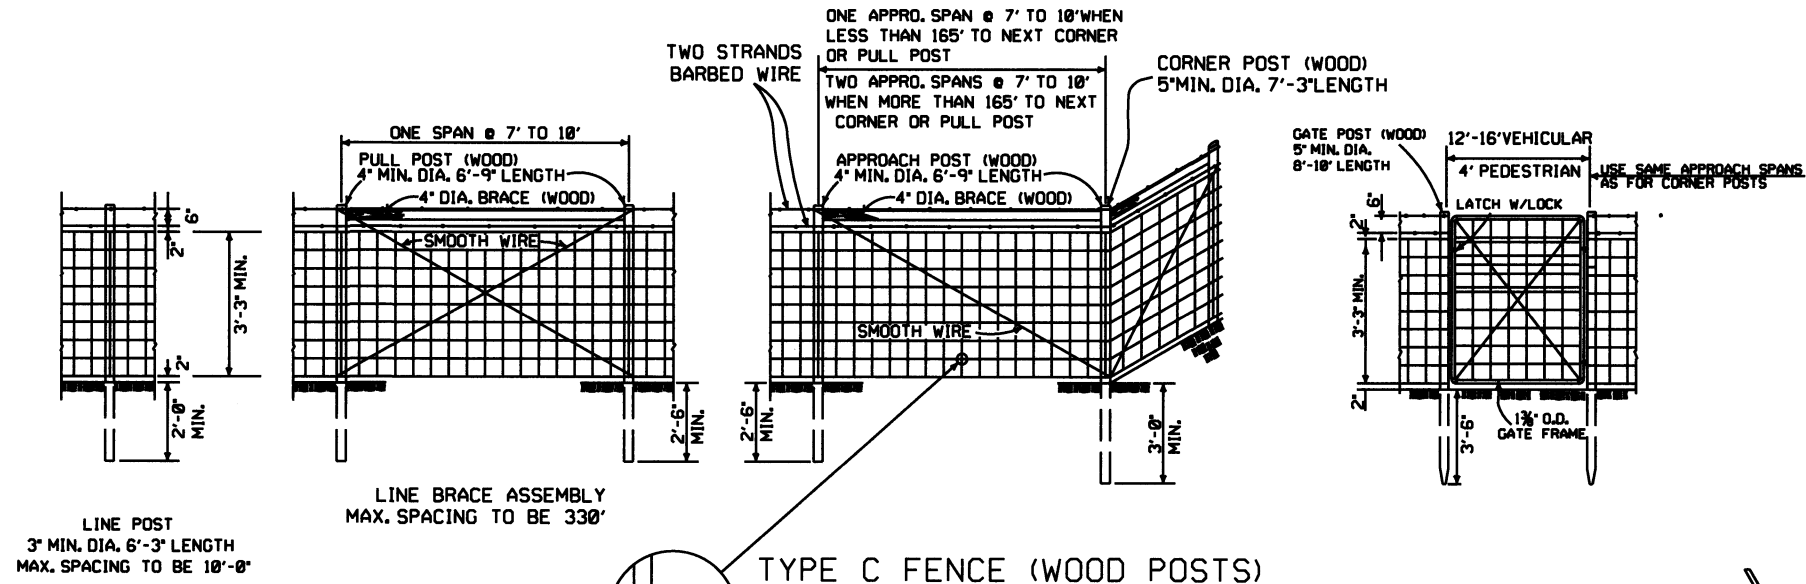 ONE APPRO. SPAN @ 7' TO 10' WHEN
LESS THAN 165' TO NEXT CORNER
OR PULL POST
TWO STRANDS
BARBED WIRE
TWO APPRO. SPANS @ 7' TO 10'
WHEN MORE THAN 165' TO NEXT
CORNER OR PULL POST
CORNER POST (WOOD)
5" MIN. DIA. 7'-3" LENGTH
ONE SPAN @ 7' TO 10'
PULL POST (WOOD)
4" MIN. DIA. 6'-9" LENGTH
4" DIA. BRACE (WOOD)
SMOOTH WIRE
APPROACH POST (WOOD)
4" MIN. DIA. 6'-9" LENGTH
4" DIA. BRACE (WOOD)
SMOOTH WIRE
GATE POST (WOOD)
5" MIN. DIA.
8'-10' LENGTH
12'-16' VEHICULAR
4' PEDESTRIAN
USE SAME APPROACH SPANS
AS FOR CORNER POSTS
LATCH W/LOCK
6"
2"
3'-3" MIN.
2"
2'-0"
MIN.
2'-6"
MIN.
2'-6"
MIN.
3'-0"
MIN.
6"
2"
3'-3" MIN.
2"
3'-6"
1⅜" O.D.
GATE FRAME
LINE BRACE ASSEMBLY
MAX. SPACING TO BE 330'
LINE POST
3" MIN. DIA. 6'-3" LENGTH
MAX. SPACING TO BE 10'-0"
TYPE C FENCE (WOOD POSTS)